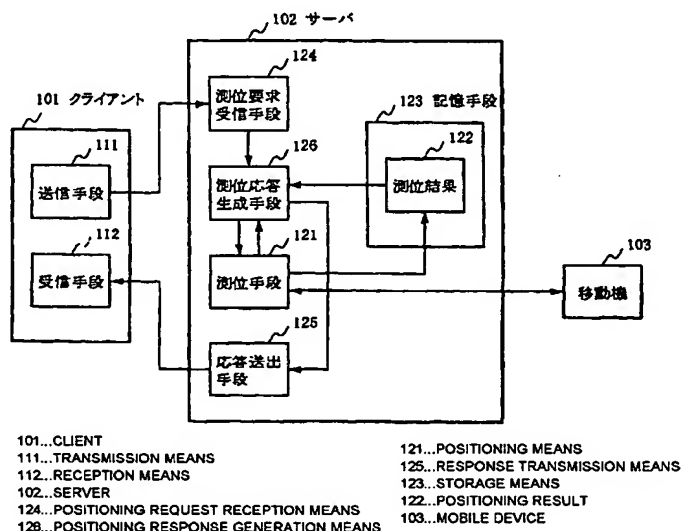 102 サーバ
124
測位要求
受信手段
101 クライアント
123 記憶手段
111
送信手段
126
測位応答
生成手段
122
測位結果
112
受信手段
121
測位手段
103
移動機
125
応答送出
手段
101...CLIENT
111...TRANSMISSION MEANS
112...RECEPTION MEANS
102...SERVER
124...POSITIONING REQUEST RECEPTION MEANS
126...POSITIONING RESPONSE GENERATION MEANS
121...POSITIONING MEANS
125...RESPONSE TRANSMISSION MEANS
123...STORAGE MEANS
122...POSITIONING RESULT
103...MOBILE DEVICE